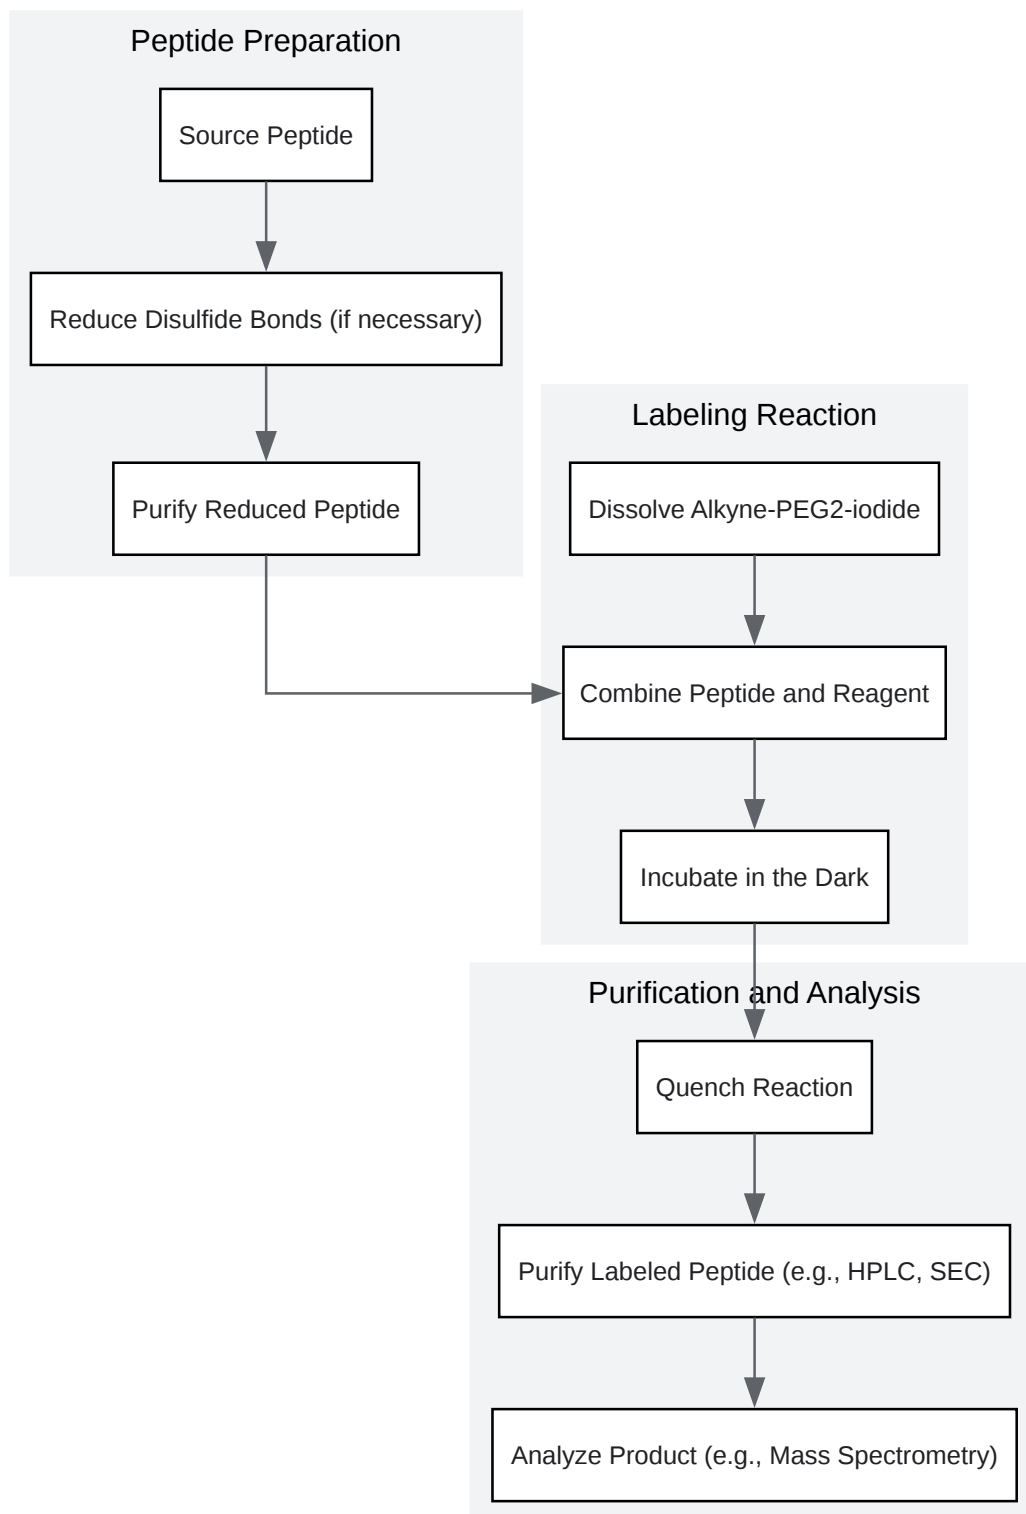 Peptide Preparation
Source Peptide
Reduce Disulfide Bonds (if necessary)
Purify Reduced Peptide
Labeling Reaction
Dissolve Alkyne-PEG2-iodide
Combine Peptide and Reagent
Incubate in the Dark
Purification and Analysis
Quench Reaction
Purify Labeled Peptide (e.g., HPLC, SEC)
Analyze Product (e.g., Mass Spectrometry)